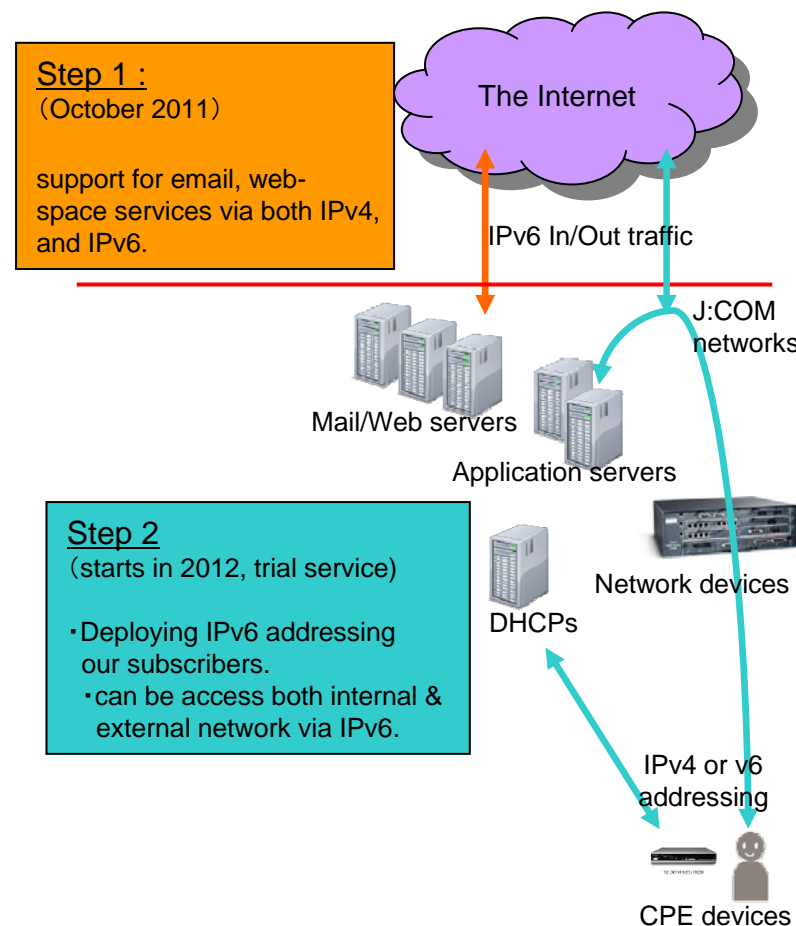 Step 1 :
（October 2011）
support for email, web-
space services via both IPv4,
and IPv6.
The Internet
IPv6 In/Out traffic
J:COM
networks
Mail/Web servers
Application servers
Step 2
（starts in 2012, trial service)
・Deploying IPv6 addressing
our subscribers.
・can be access both internal &
external network via IPv6.
DHCPs
Network devices
IPv4 or v6
addressing
CPE devices